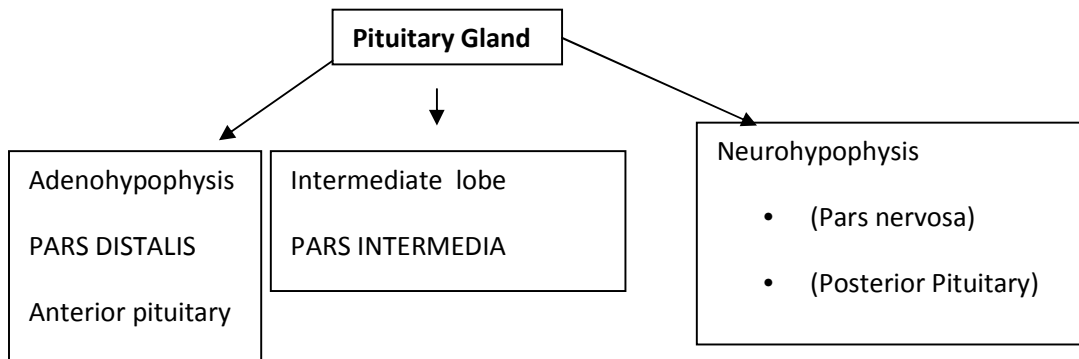 Pituitary Gland
Adenohypophysis
PARS DISTALIS
Anterior pituitary
Intermediate lobe
PARS INTERMEDIA
Neurohypophysis
• (Pars nervosa)
• (Posterior Pituitary)